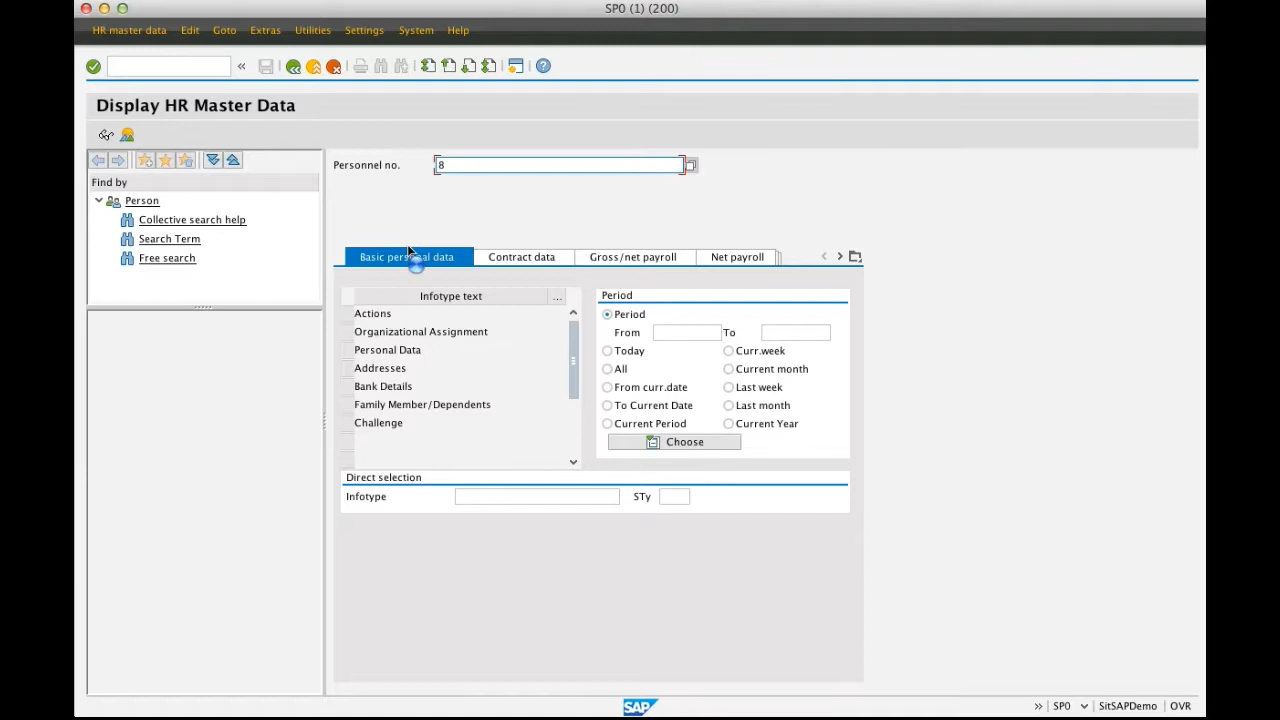 SP0 (1) (200)
HR master data Edit Goto Extras Utilities Settings System Help
«
Display HR Master Data
Find by
Person
Collective search help
Search Term
Free search
Personnel no. 8
Basic personal data Contract data Gross/net payroll Net payroll
Infotype text ...
Actions
Organizational Assignment
Personal Data
Addresses
Bank Details
Family Member/Dependents
Challenge
Period
Period
From To
Today Curr.week
All Current month
From curr.date Last week
To Current Date Last month
Current Period Current Year
Choose
Direct selection
Infotype STy
SAP
» SP0 SitSAPDemo OVR